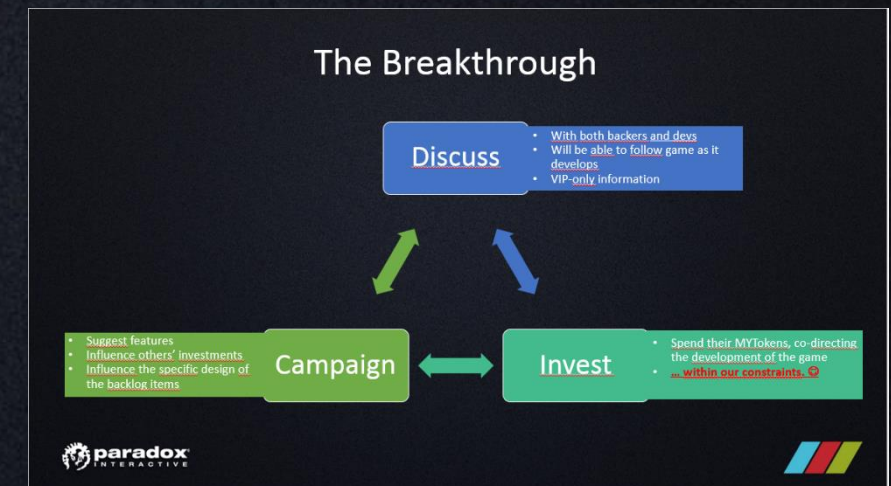 The Breakthrough
Discuss
• With both backers and devs
• Will be able to follow game as it
develops
• VIP-only information
• Suggest features
• Influence others' investments
• Influence the specific design of
the backlog items
Campaign
Invest
• Spend their MYTokens, co-directing
the development of the game
• ... within our constraints. ☺
paradox
INTERACTIVE